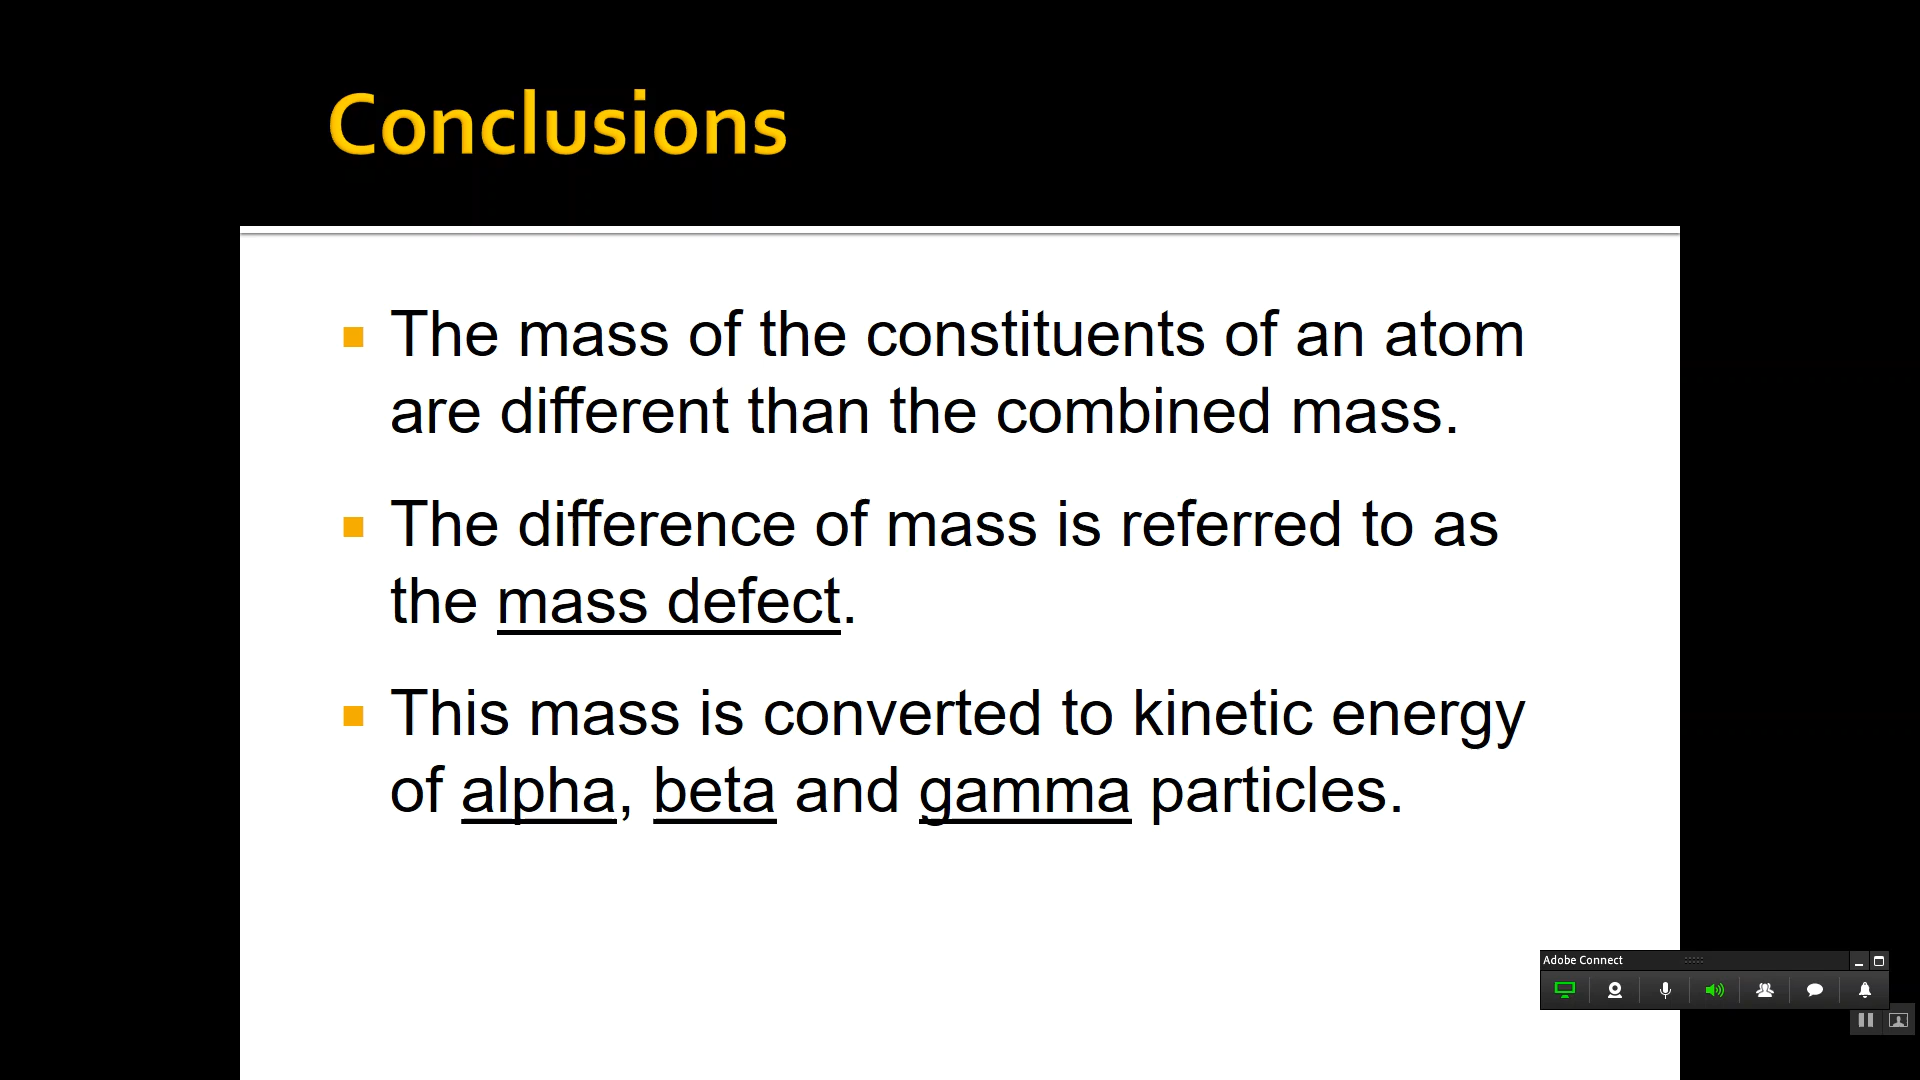 Conclusions
The mass of the constituents of an atom
are different than the combined mass.
The difference of mass is referred to as
the mass defect.
This mass is converted to kinetic energy
of alpha, beta and gamma particles.
Adobe Connect